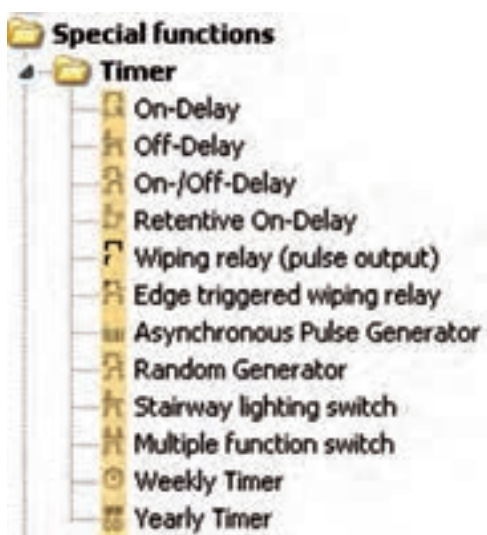 Special functions
Timer
On-Delay
Off-Delay
On-/Off-Delay
Retentive On-Delay
Wiping relay (pulse output)
Edge triggered wiping relay
Asynchronous Pulse Generator
Random Generator
Stairway lighting switch
Multiple function switch
Weekly Timer
Yearly Timer